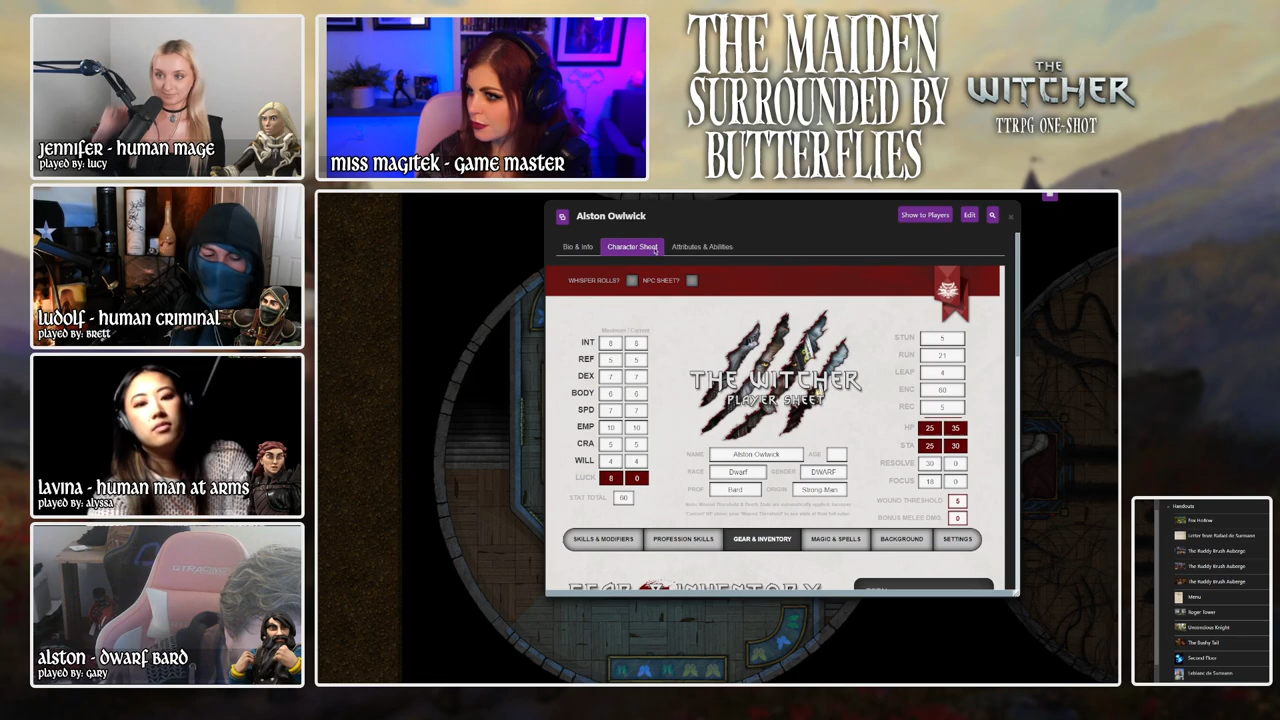 jennifer - human mage
played by: lucy
miss magitek - game master
THE MAIDEN
SURROUNDED BY
BUTTERFLIES
THE
WITCHER
TTRPG ONE-SHOT
ludolf - human criminal
played by: brett
lavina - human man at arms
played by: alyssa
GTRACING
alston - dwarf bard
played by: gary
Alston Owlwick
Show to Players
Edit
Bio & Info
Character Sheet
Attributes & Abilities
WHISPER ROLLS?
NPC SHEET?
Maximum / Current
INT 8 8
REF 5 5
DEX 7 7
BODY 6 6
SPD 7 7
EMP 10 10
CRA 5 5
WILL 4 4
LUCK 8 0
STAT TOTAL 60
THE WITCHER
PLAYER SHEET
NAME Alston Owlwick AGE
RACE Dwarf GENDER DWARF
PROF Bard ORIGIN Strong Man
STUN 5
RUN 21
LEAP 4
ENC 60
REC 5
HP 25 35
STA 25 30
RESOLVE 30 0
FOCUS 18 0
WOUND THRESHOLD 5
BONUS MELEE DMG 0
SKILLS & MODIFIERS
PROFESSION SKILLS
GEAR & INVENTORY
MAGIC & SPELLS
BACKGROUND
SETTINGS
Handouts
Fox Hollow
Letter from Rafael de Surmann
The Ruddy Brush Auberge
The Ruddy Brush Auberge
The Ruddy Brush Auberge
Menu
Roger Tower
Unconcious Knight
The Bushy Tail
Second Floor
Leblanc de Surmann